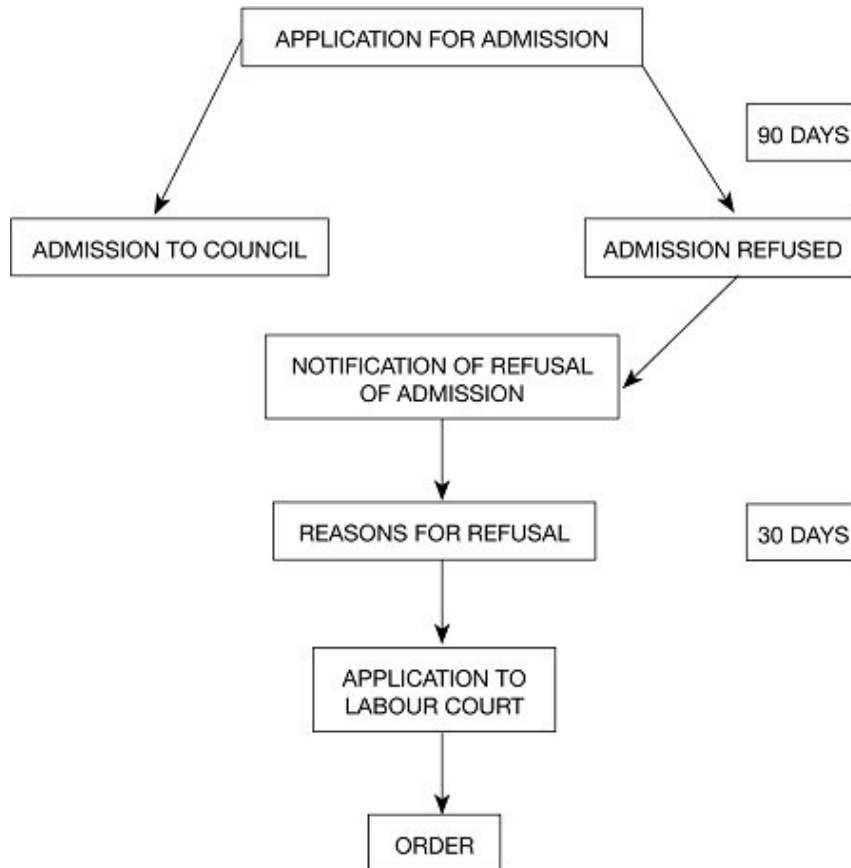 APPLICATION FOR ADMISSION
90 DAYS
ADMISSION TO COUNCIL
ADMISSION REFUSED
NOTIFICATION OF REFUSAL
OF ADMISSION
REASONS FOR REFUSAL
30 DAYS
APPLICATION TO
LABOUR COURT
ORDER